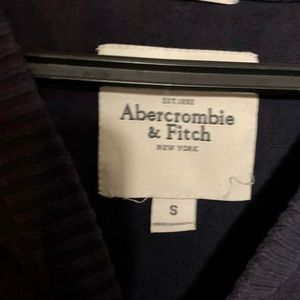 EST. 1892
Abercrombie
& Fitch
NEW YORK
S